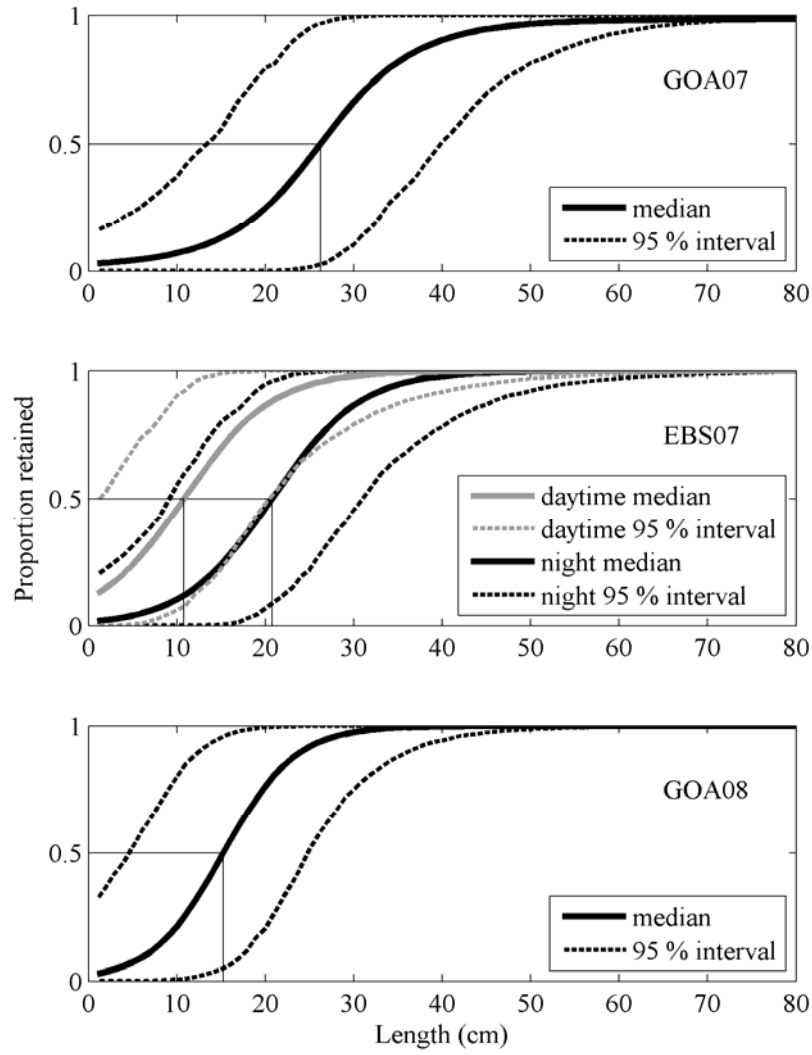 1
GOA07
0.5
median
95 % interval
0
0 10 20 30 40 50 60 70 80
1
EBS07
Proportion retained
0.5
daytime median
daytime 95 % interval
night median
night 95 % interval
0
0 10 20 30 40 50 60 70 80
1
GOA08
0.5
median
95 % interval
0
0 10 20 30 40 50 60 70 80
Length (cm)